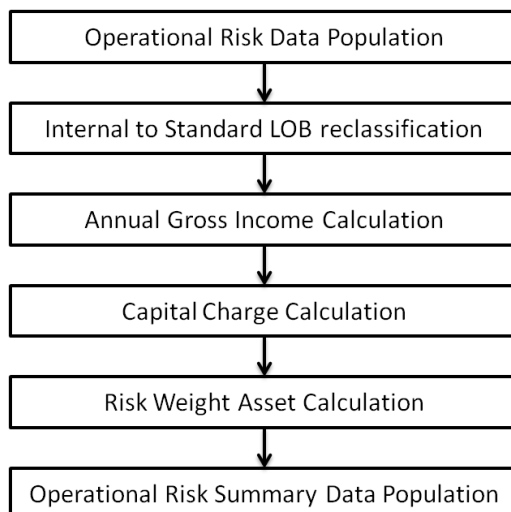 Operational Risk Data Population
Internal to Standard LOB reclassification
Annual Gross Income Calculation
Capital Charge Calculation
Risk Weight Asset Calculation
Operational Risk Summary Data Population